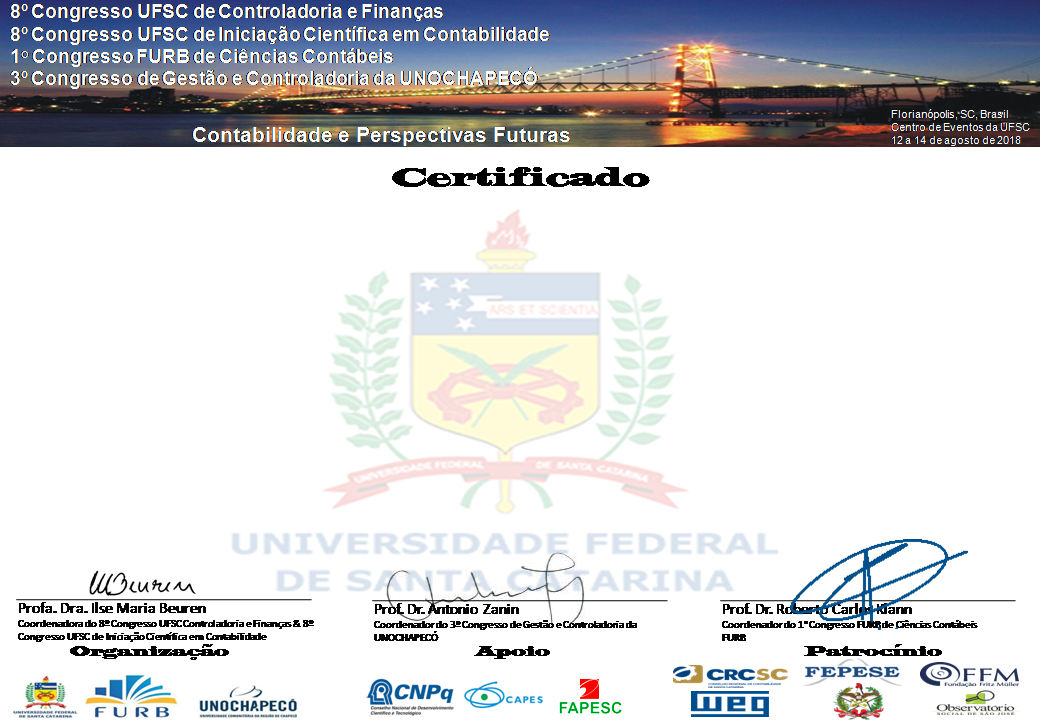 8º Congresso UFSC de Controladoria e Finanças
8º Congresso UFSC de Iniciação Científica em Contabilidade
1º Congresso FURB de Ciências Contábeis
3º Congresso de Gestão e Controladoria da UNOCHAPECÓ
Contabilidade e Perspectivas Futuras
Florianópolis, SC, Brasil
Centro de Eventos da UFSC
12 a 14 de agosto de 2018
Certificado
ARS ET SCIENTIA
UNIVERSIDADE FEDERAL DE SANTA CATARINA
UNIVERSIDADE FEDERAL
DE SANTA CATARINA
Profa. Dra. Ilse Maria Beuren
Coordenadora do 8º Congresso UFSC Controladoria e Finanças & 8º
Congresso UFSC de Iniciação Científica em Contabilidade
Prof. Dr. Antonio Zanin
Coordenador do 3º Congresso de Gestão e Controladoria da
UNOCHAPECÓ
Prof. Dr. Roberto Carlos Klann
Coordenador do 1º Congresso FURB de Ciências Contábeis
FURB
Organização
Apoio
Patrocínio
UNIVERSIDADE FEDERAL
DE SANTA CATARINA
FURB
UNOCHAPECÓ
UNIVERSIDADE COMUNITÁRIA DA REGIÃO DE CHAPECÓ
CNPq
Conselho Nacional de Desenvolvimento
Científico e Tecnológico
CAPES
FAPESC
CRCSC
CONSELHO REGIONAL DE CONTABILIDADE
DE SANTA CATARINA
WEG
FEPESE
FFM
Fundação Fritz Müller
Observatório
SOCIAL DE SÃO JOSÉ